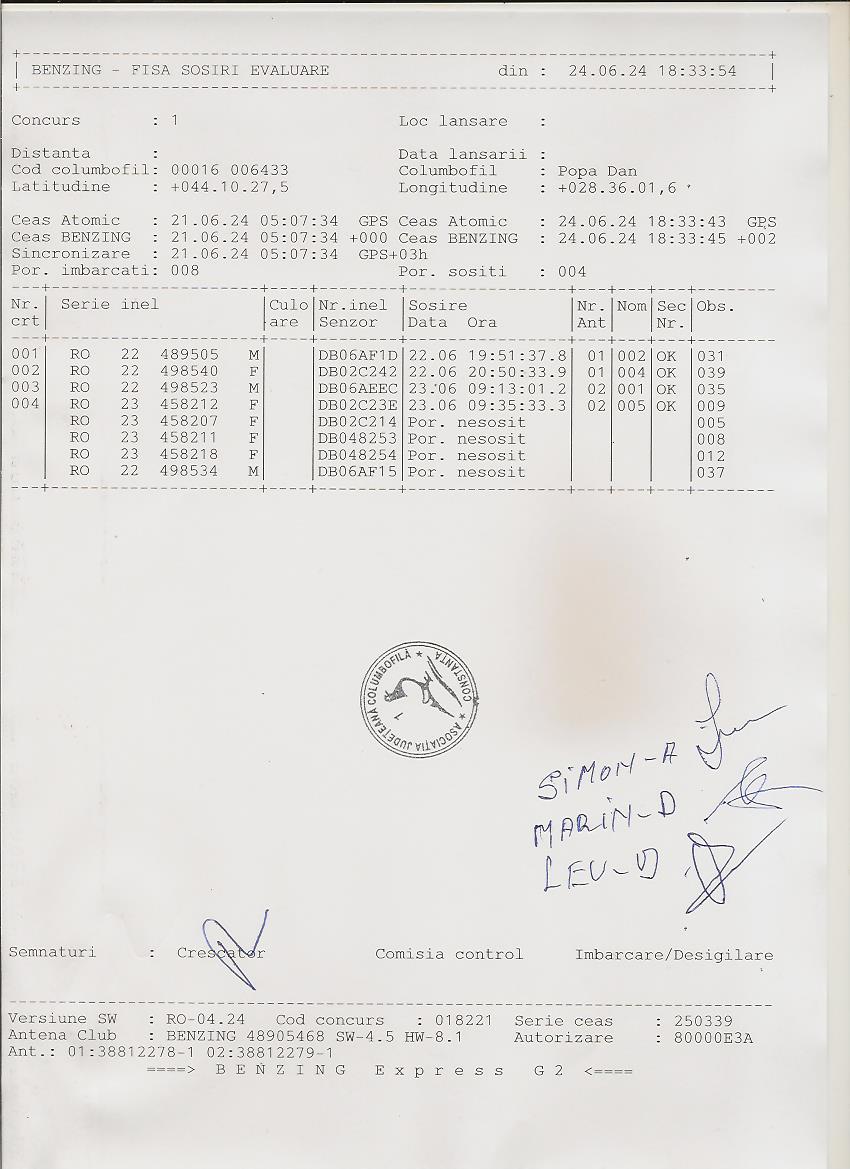 BENZING - FISA SOSIRI EVALUARE din : 24.06.24 18:33:54
Concurs : 1 Loc lansare :
Distanta : Data lansarii :
Cod columbofil: 00016 006433 Columbofil : Popa Dan
Latitudine : +044.10.27,5 Longitudine : +028.36.01,6
Ceas Atomic : 21.06.24 05:07:34 GPS Ceas Atomic : 24.06.24 18:33:43 GPS
Ceas BENZING : 21.06.24 05:07:34 +000 Ceas BENZING : 24.06.24 18:33:45 +002
Sincronizare : 21.06.24 05:07:34 GPS+03h
Por. imbarcati: 008 Por. sositi : 004
Nr. Serie inel Culo Nr.inel Sosire Nr. Nom Sec Obs.
crt are Senzor Data Ora Ant Nr.
001 RO 22 489505 M DB06AF1D 22.06 19:51:37.8 01 002 OK 031
002 RO 22 498540 F DB02C242 22.06 20:50:33.9 01 004 OK 039
003 RO 22 498523 M DB06AEEC 23.06 09:13:01.2 02 001 OK 035
004 RO 23 458212 F DB02C23E 23.06 09:35:33.3 02 005 OK 009
RO 23 458207 F DB02C214 Por. nesosit 005
RO 23 458211 F DB048253 Por. nesosit 008
RO 23 458218 F DB048254 Por. nesosit 012
RO 22 498534 M DB06AF15 Por. nesosit 037
ASOCIATIA JUDETEANA COLUMBOFILĂ * CONSTANTA *
1
SIMON-A
MARIN-D
LEU-D
Semnaturi : Crescator Comisia control Imbarcare/Desigilare
Versiune SW : RO-04.24 Cod concurs : 018221 Serie ceas : 250339
Antena Club : BENZING 48905468 SW-4.5 HW-8.1 Autorizare : 80000E3A
Ant.: 01:38812278-1 02:38812279-1
====> B E N Z I N G E x p r e s s G 2 <====